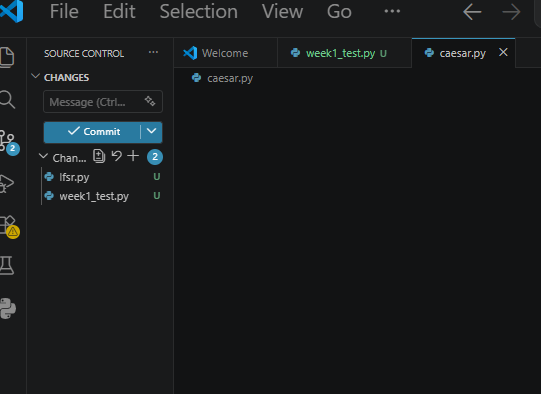 File Edit Selection View Go ...
SOURCE CONTROL ...
Welcome
week1_test.py U
caesar.py
caesar.py
CHANGES
Message (Ctrl...
Commit
Chan... 2
lfsr.py U
week1_test.py U
2